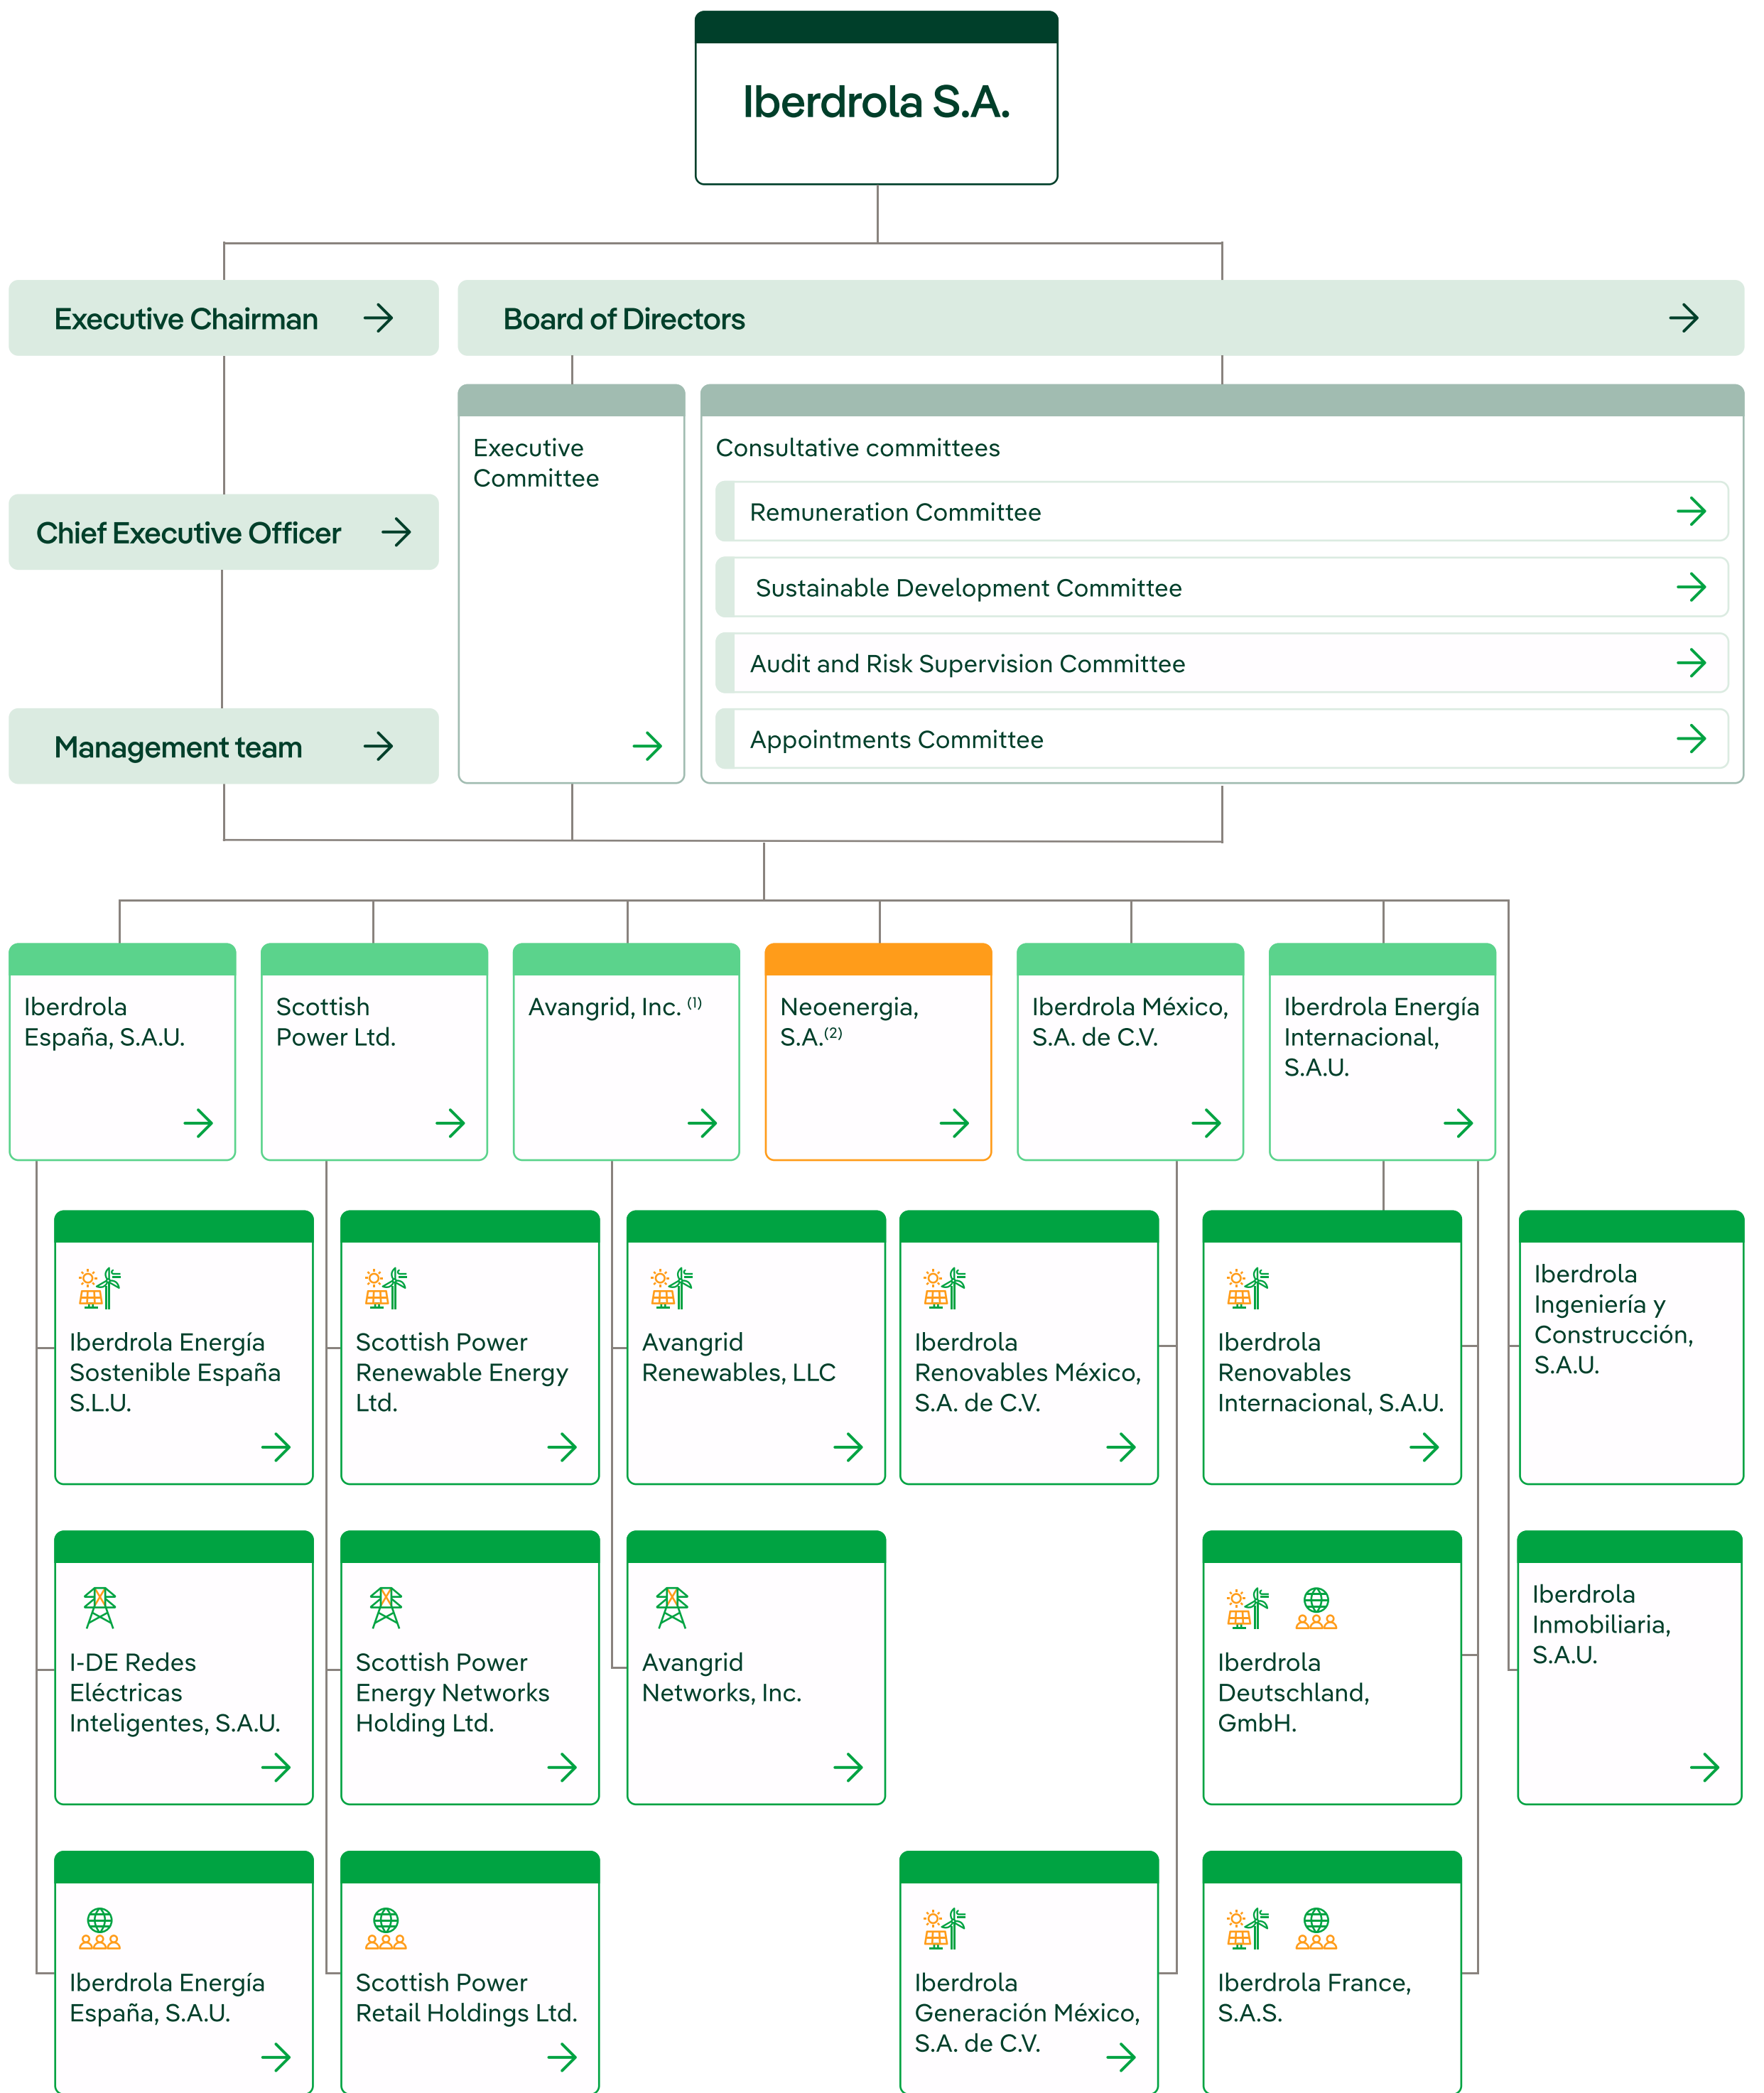 Iberdrola S.A.
Executive Chairman
Board of Directors
Executive
Committee
Consultative committees
Remuneration Committee
Chief Executive Officer
Sustainable Development Committee
Audit and Risk Supervision Committee
Management team
Appointments Committee
Iberdrola
España, S.A.U.
Scottish
Power Ltd.
Avangrid, Inc. (1)
Neoenergia,
S.A.(2)
Iberdrola México,
S.A. de C.V.
Iberdrola Energía
Internacional,
S.A.U.
Iberdrola Energía
Sostenible España
S.L.U.
Scottish Power
Renewable Energy
Ltd.
Avangrid
Renewables, LLC
Iberdrola
Renovables México,
S.A. de C.V.
Iberdrola
Renovables
Internacional, S.A.U.
Iberdrola
Ingeniería y
Construcción,
S.A.U.
I-DE Redes
Eléctricas
Inteligentes, S.A.U.
Scottish Power
Energy Networks
Holding Ltd.
Avangrid
Networks, Inc.
Iberdrola
Deutschland,
GmbH.
Iberdrola
Inmobiliaria,
S.A.U.
Iberdrola Energía
España, S.A.U.
Scottish Power
Retail Holdings Ltd.
Iberdrola
Generación México,
S.A. de C.V.
Iberdrola France,
S.A.S.